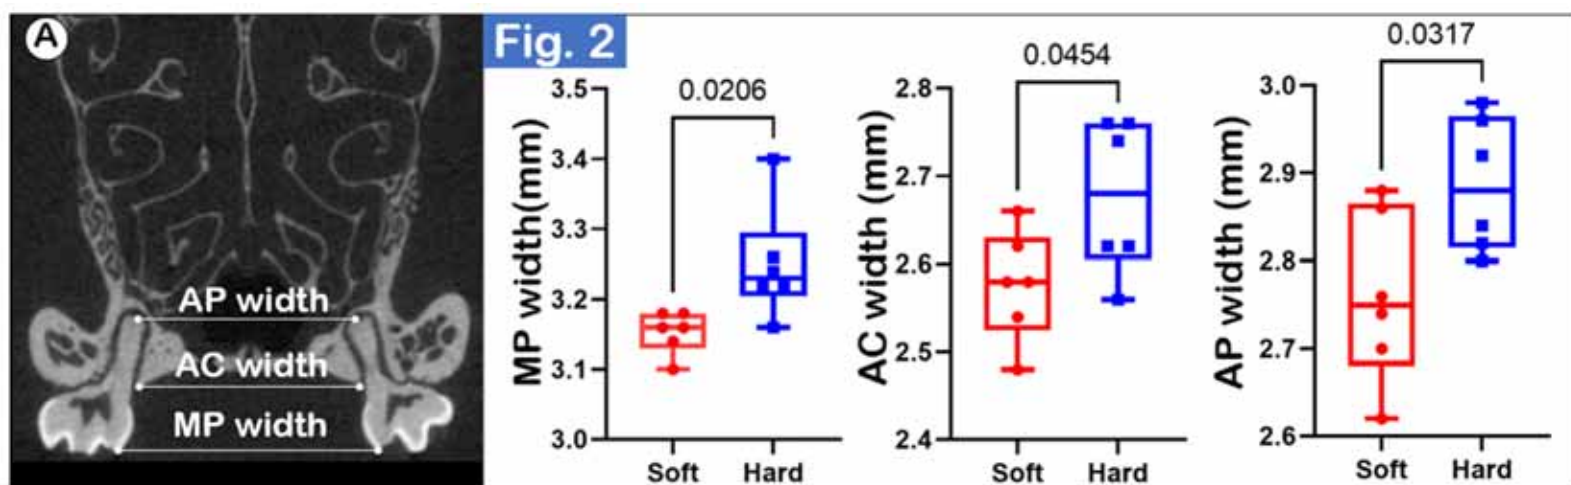 A
Fig. 2
AP width
AC width
MP width
MP width(mm)
3.5
3.4
3.3
3.2
3.1
3.0
0.0206
Soft Hard
AC width (mm)
2.8
2.7
2.6
2.5
2.4
0.0454
Soft Hard
AP width (mm)
3.0
2.9
2.8
2.7
2.6
0.0317
Soft Hard